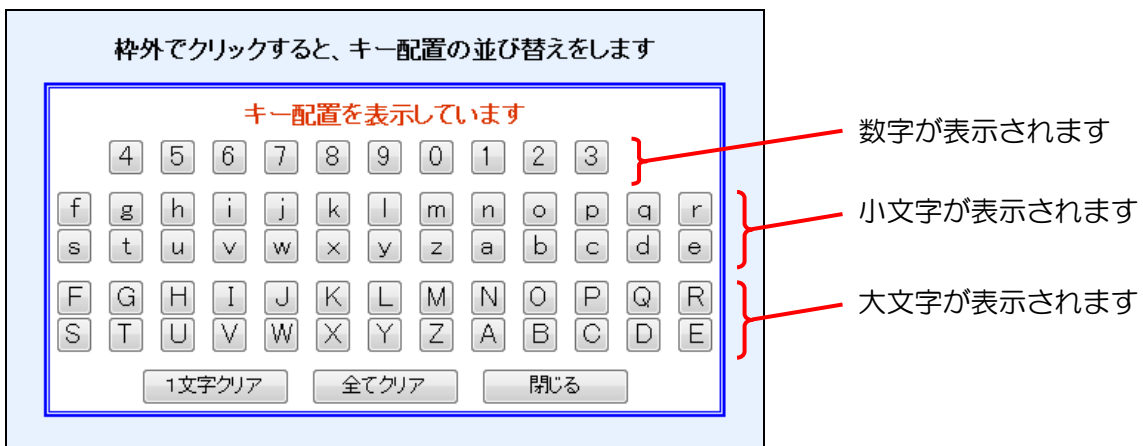 枠外でクリックすると、キー配置の並び替えをします
キー配置を表示しています
4 5 6 7 8 9 0 1 2 3
数字が表示されます
f g h i j k l m n o p q r
小文字が表示されます
s t u v w x y z a b c d e
F G H I J K L M N O P Q R
大文字が表示されます
S T U V W X Y Z A B C D E
1文字クリア 全てクリア 閉じる